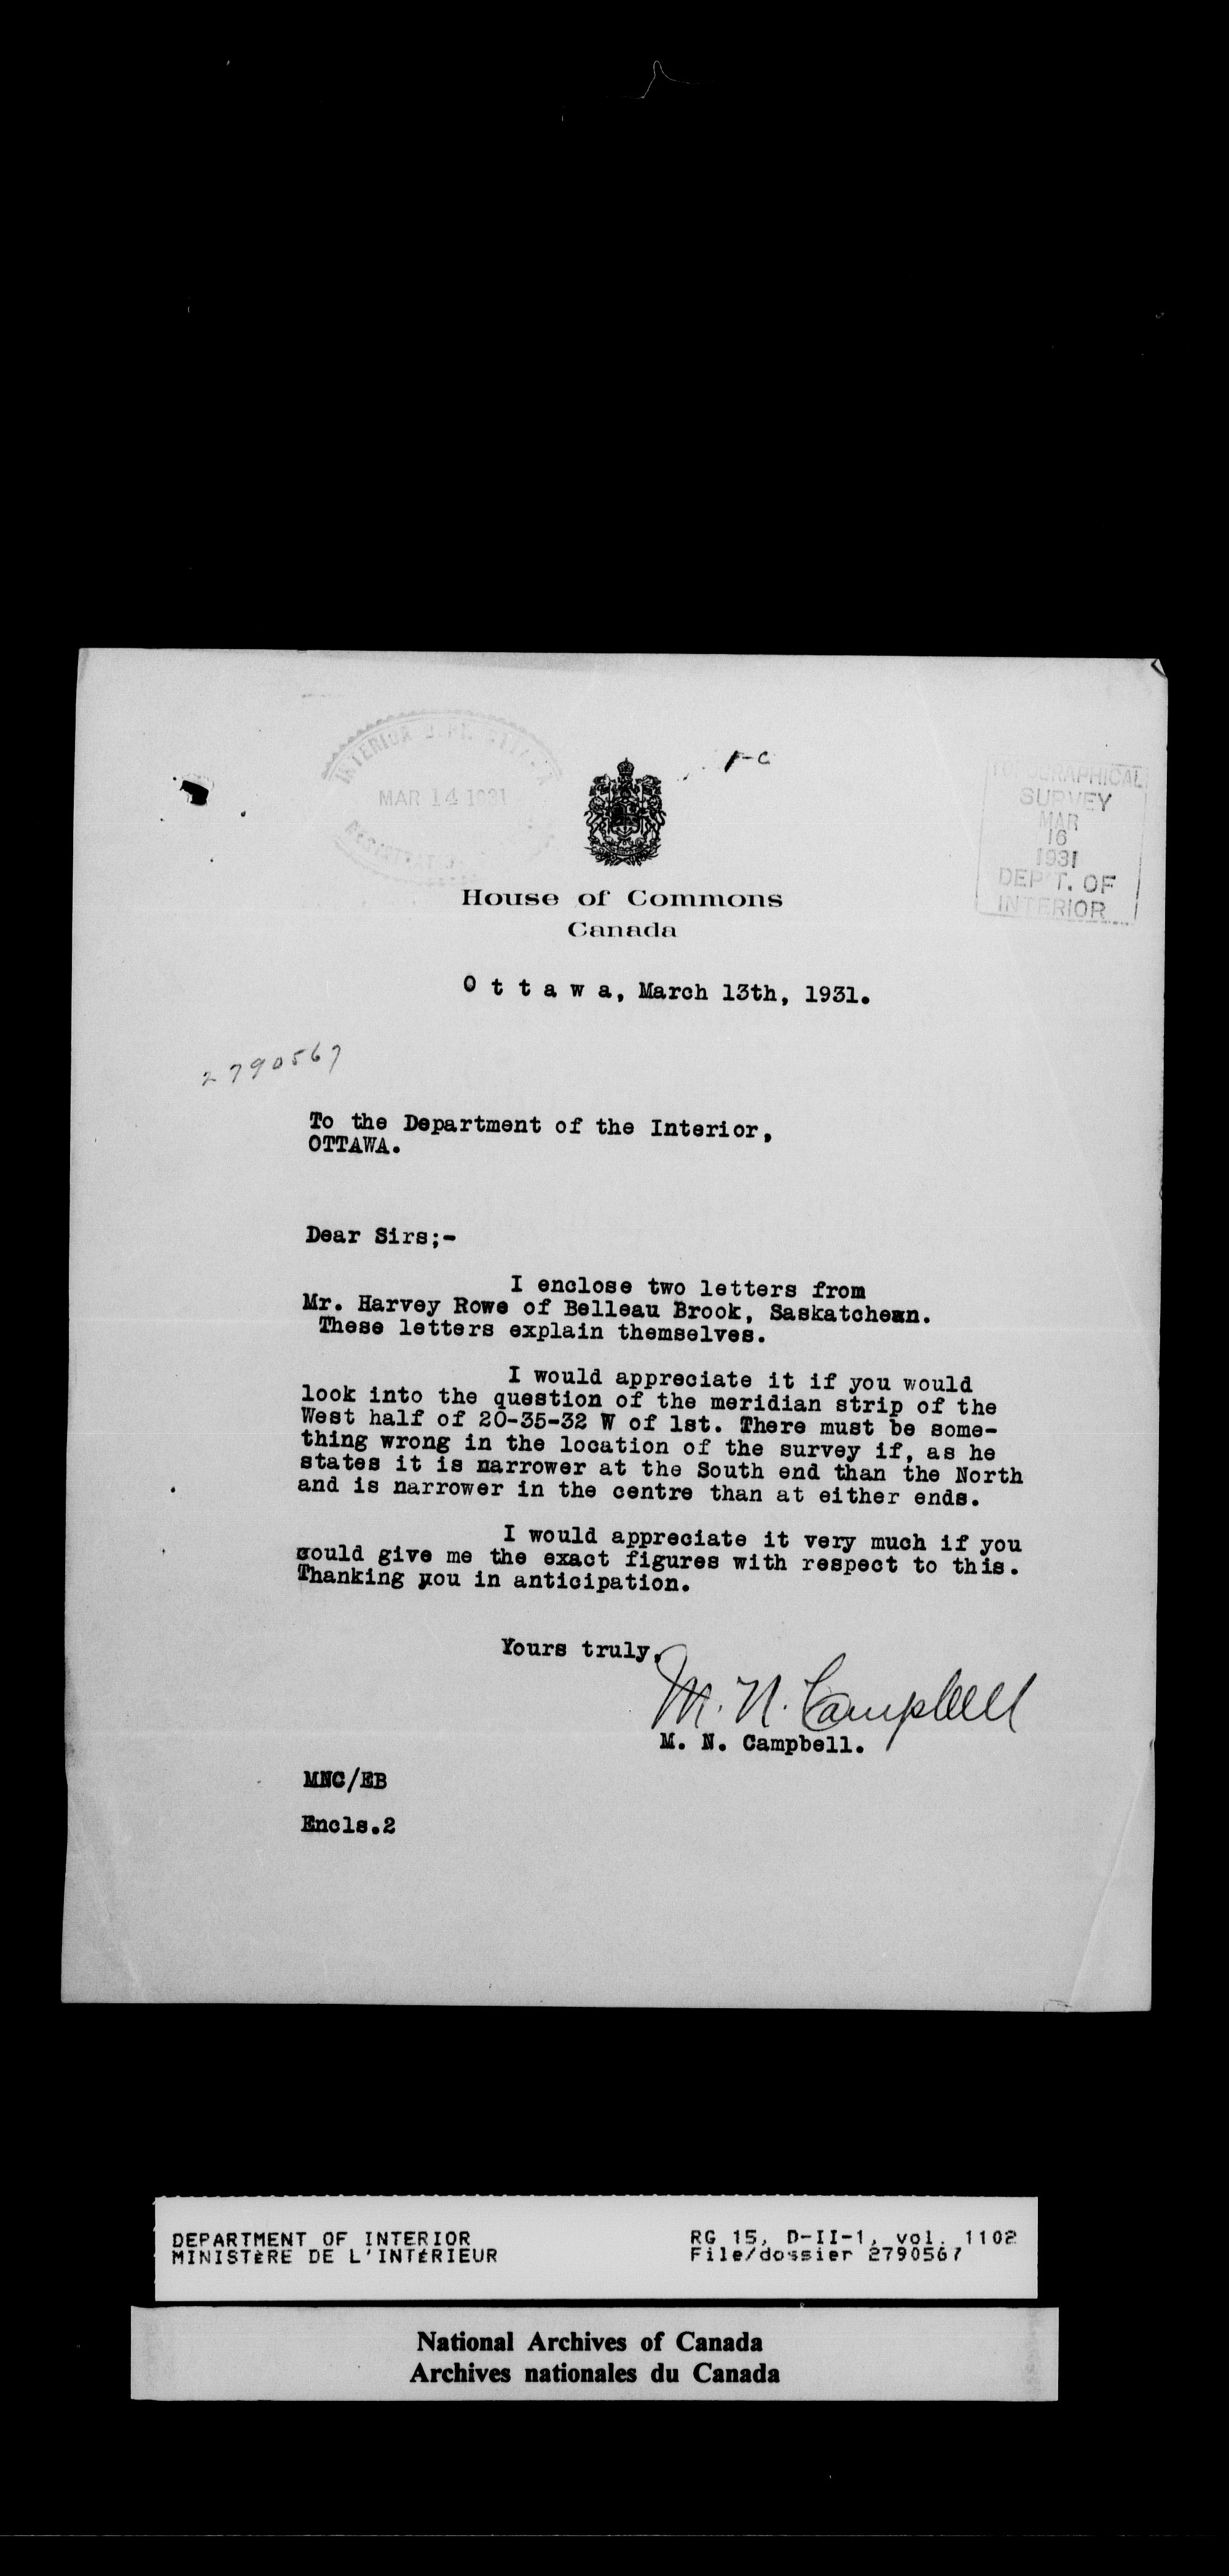 INTERIOR DEPT. OTTAWA
MAR 14 1931
REGISTRATION
TOPOGRAPHICAL
SURVEY
MAR
16
1931
DEP'T. OF
INTERIOR
House of Commons
Canada
O t t a w a, March 13th, 1931.
2790567
To the Department of the Interior,
OTTAWA.
Dear Sirs;-
I enclose two letters from
Mr. Harvey Rowe of Belleau Brook, Saskatchean.
These letters explain themselves.
I would appreciate it if you would
look into the question of the meridian strip of the
West half of 20-35-32 W of 1st. There must be some-
thing wrong in the location of the survey if, as he
states it is narrower at the South end than the North
and is narrower in the centre than at either ends.
I would appreciate it very much if you
could give me the exact figures with respect to this.
Thanking you in anticipation.
Yours truly,
M. N. Campbell
M. N. Campbell.
MNC/EB
Encls.2
DEPARTMENT OF INTERIOR
MINISTÈRE DE L'INTÉRIEUR
RG 15, D-II-1, vol. 1102
File/dossier 2790567
National Archives of Canada
Archives nationales du Canada